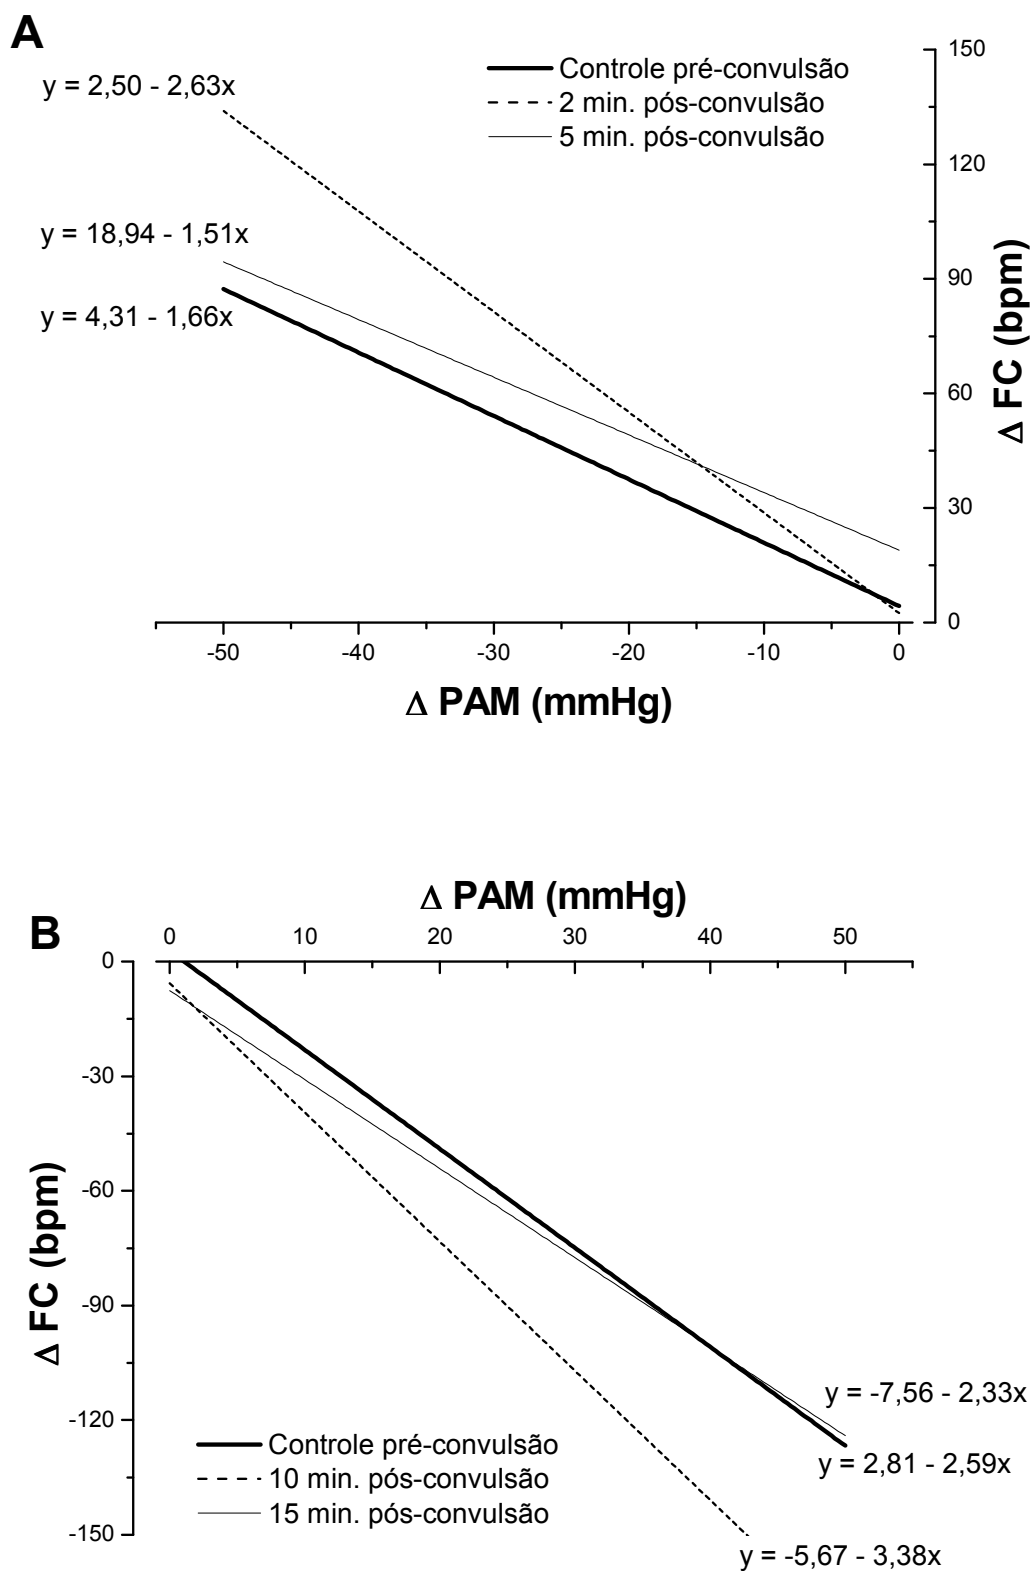 A
y = 2,50 - 2,63x
y = 18,94 - 1,51x
y = 4,31 - 1,66x
Controle pré-convulsão
2 min. pós-convulsão
5 min. pós-convulsão
150
120
90
60
30
0
Δ FC (bpm)
-50 -40 -30 -20 -10 0
Δ PAM (mmHg)
Δ PAM (mmHg)
B
0 10 20 30 40 50
0
-30
-60
-90
-120
-150
Δ FC (bpm)
y = -7,56 - 2,33x
y = 2,81 - 2,59x
y = -5,67 - 3,38x
Controle pré-convulsão
10 min. pós-convulsão
15 min. pós-convulsão